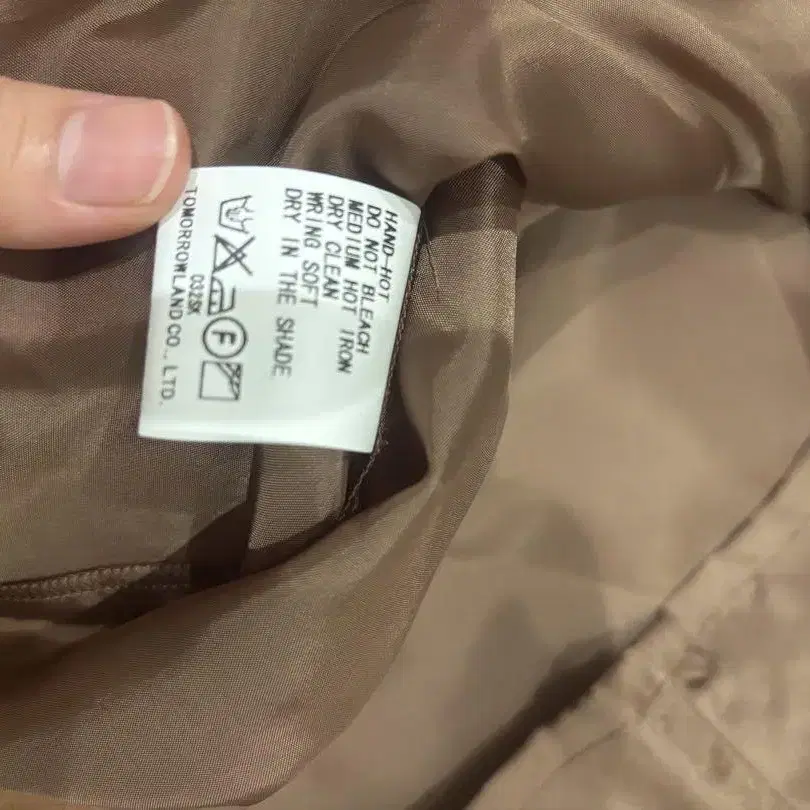 HAND-HOT
DO NOT BLEACH
MEDIUM HOT IRON
DRY CLEAN
WRING SOFT
DRY IN THE SHADE
F
032SK
TOMORROWLAND CO., LTD.